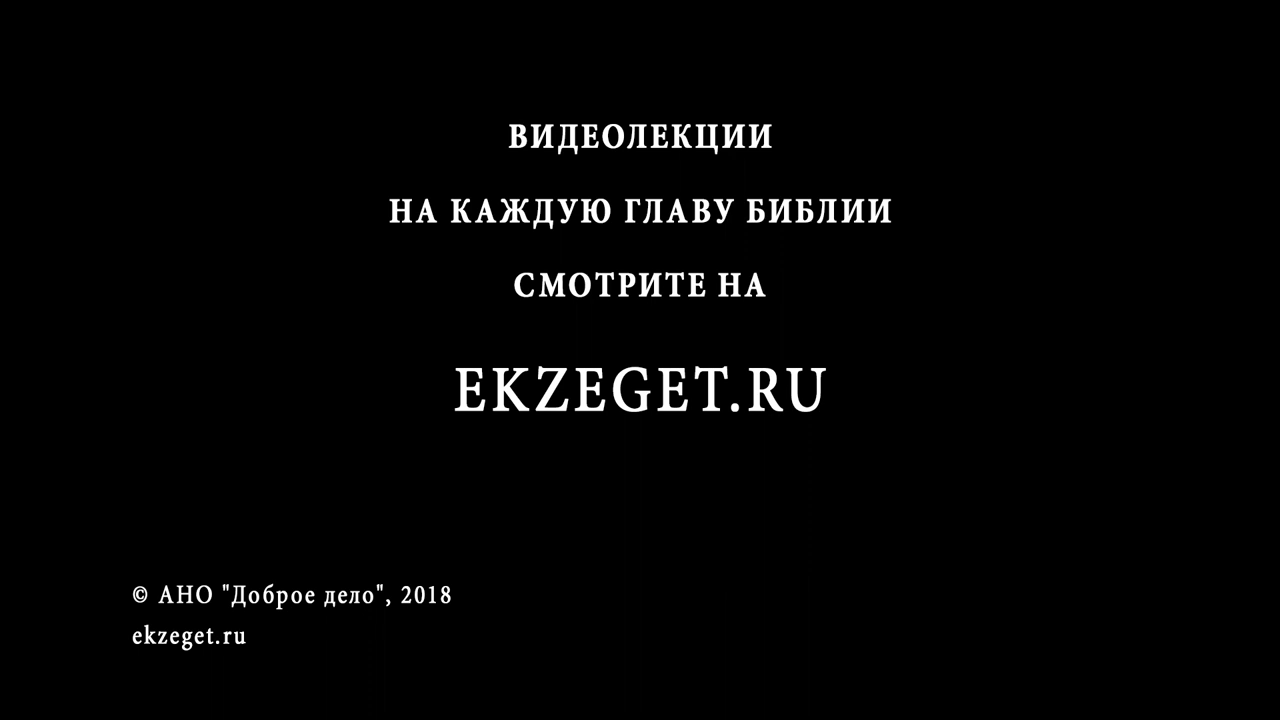 ВИДЕОЛЕКЦИИ
НА КАЖДУЮ ГЛАВУ БИБЛИИ
СМОТРИТЕ НА
EKZEGET.RU
© АНО "Доброе дело", 2018
ekzeget.ru